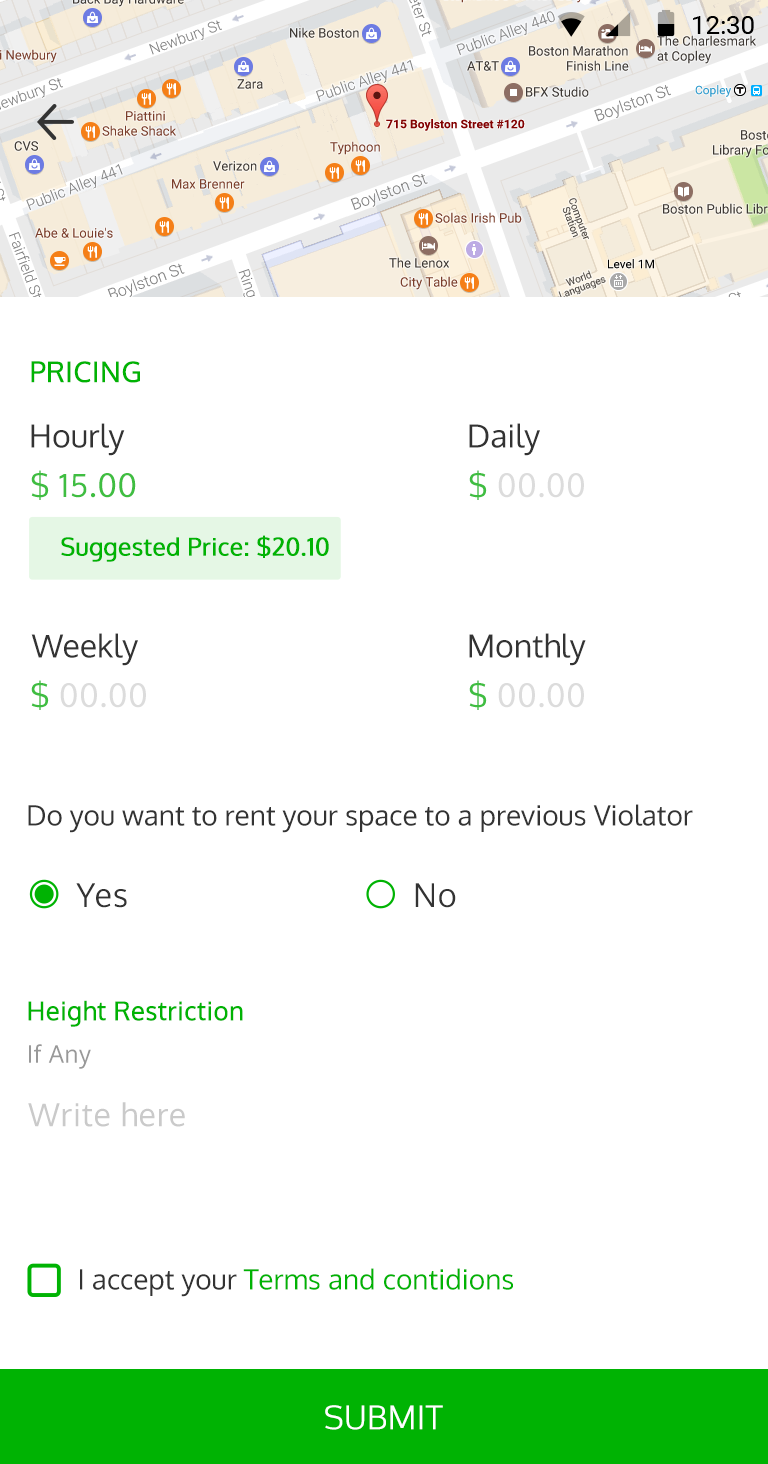 Back Bay Hardware
12:30
Newbury St
Nike Boston
Public Alley 440
The Charlesmark
at Copley
Boston Marathon
Finish Line
i Newbury
AT&T
Zara
Public Alley 441
BFX Studio
Copley
ewbury St
Piattini
Shake Shack
715 Boylston Street #120
Boylston St
CVS
Typhoon
Bost
Library Fo
Verizon
Public Alley 441
Max Brenner
Boylston St
Boston Public Libr
Solas Irish Pub
Computer
Station
Abe & Louie's
Fairfield St
The Lenox
Level 1M
World
Languages
City Table
Boylston St
Ring
PRICING
Hourly
Daily
$ 15.00
$ 00.00
Suggested Price: $20.10
Weekly
Monthly
$ 00.00
$ 00.00
Do you want to rent your space to a previous Violator
Yes
No
Height Restriction
If Any
Write here
I accept your Terms and contidions
SUBMIT